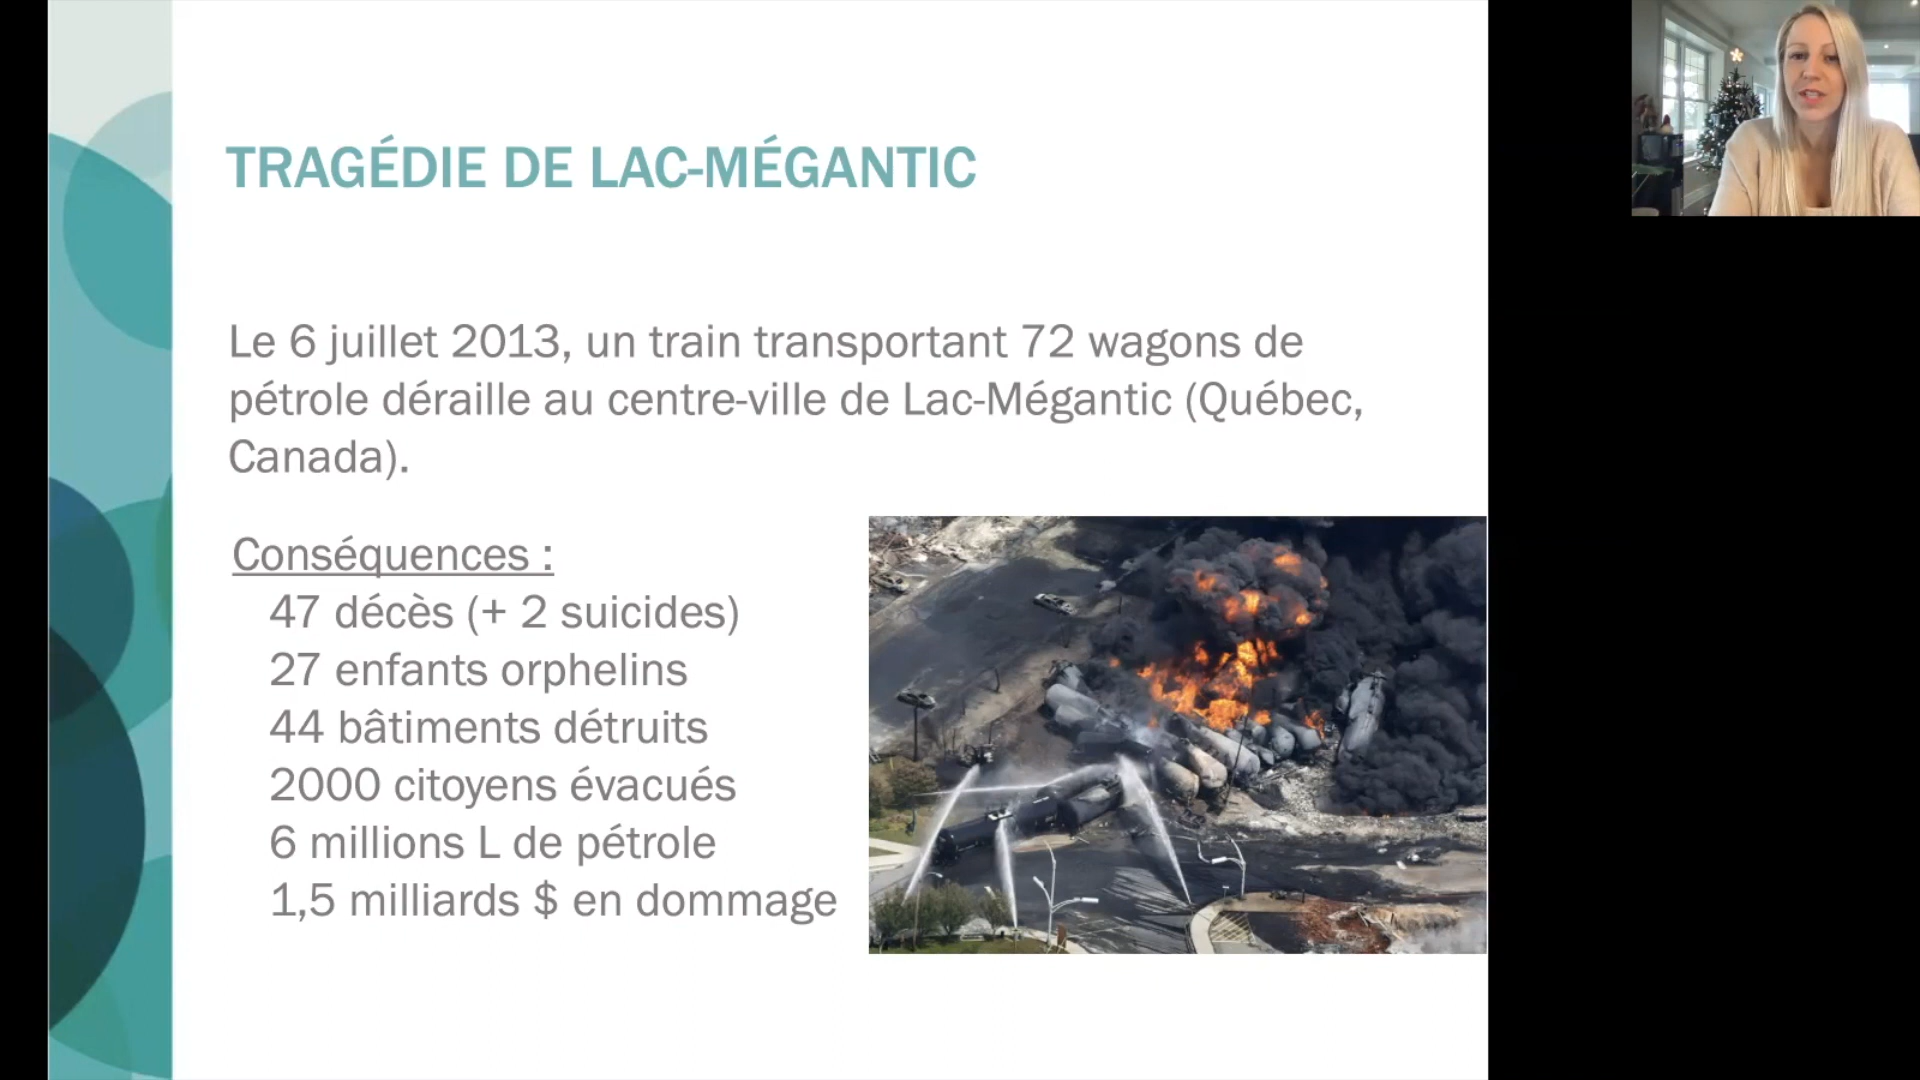 TRAGÉDIE DE LAC-MÉGANTIC
Le 6 juillet 2013, un train transportant 72 wagons de
pétrole déraille au centre-ville de Lac-Mégantic (Québec,
Canada).
Conséquences :
47 décès (+ 2 suicides)
27 enfants orphelins
44 bâtiments détruits
2000 citoyens évacués
6 millions L de pétrole
1,5 milliards $ en dommage